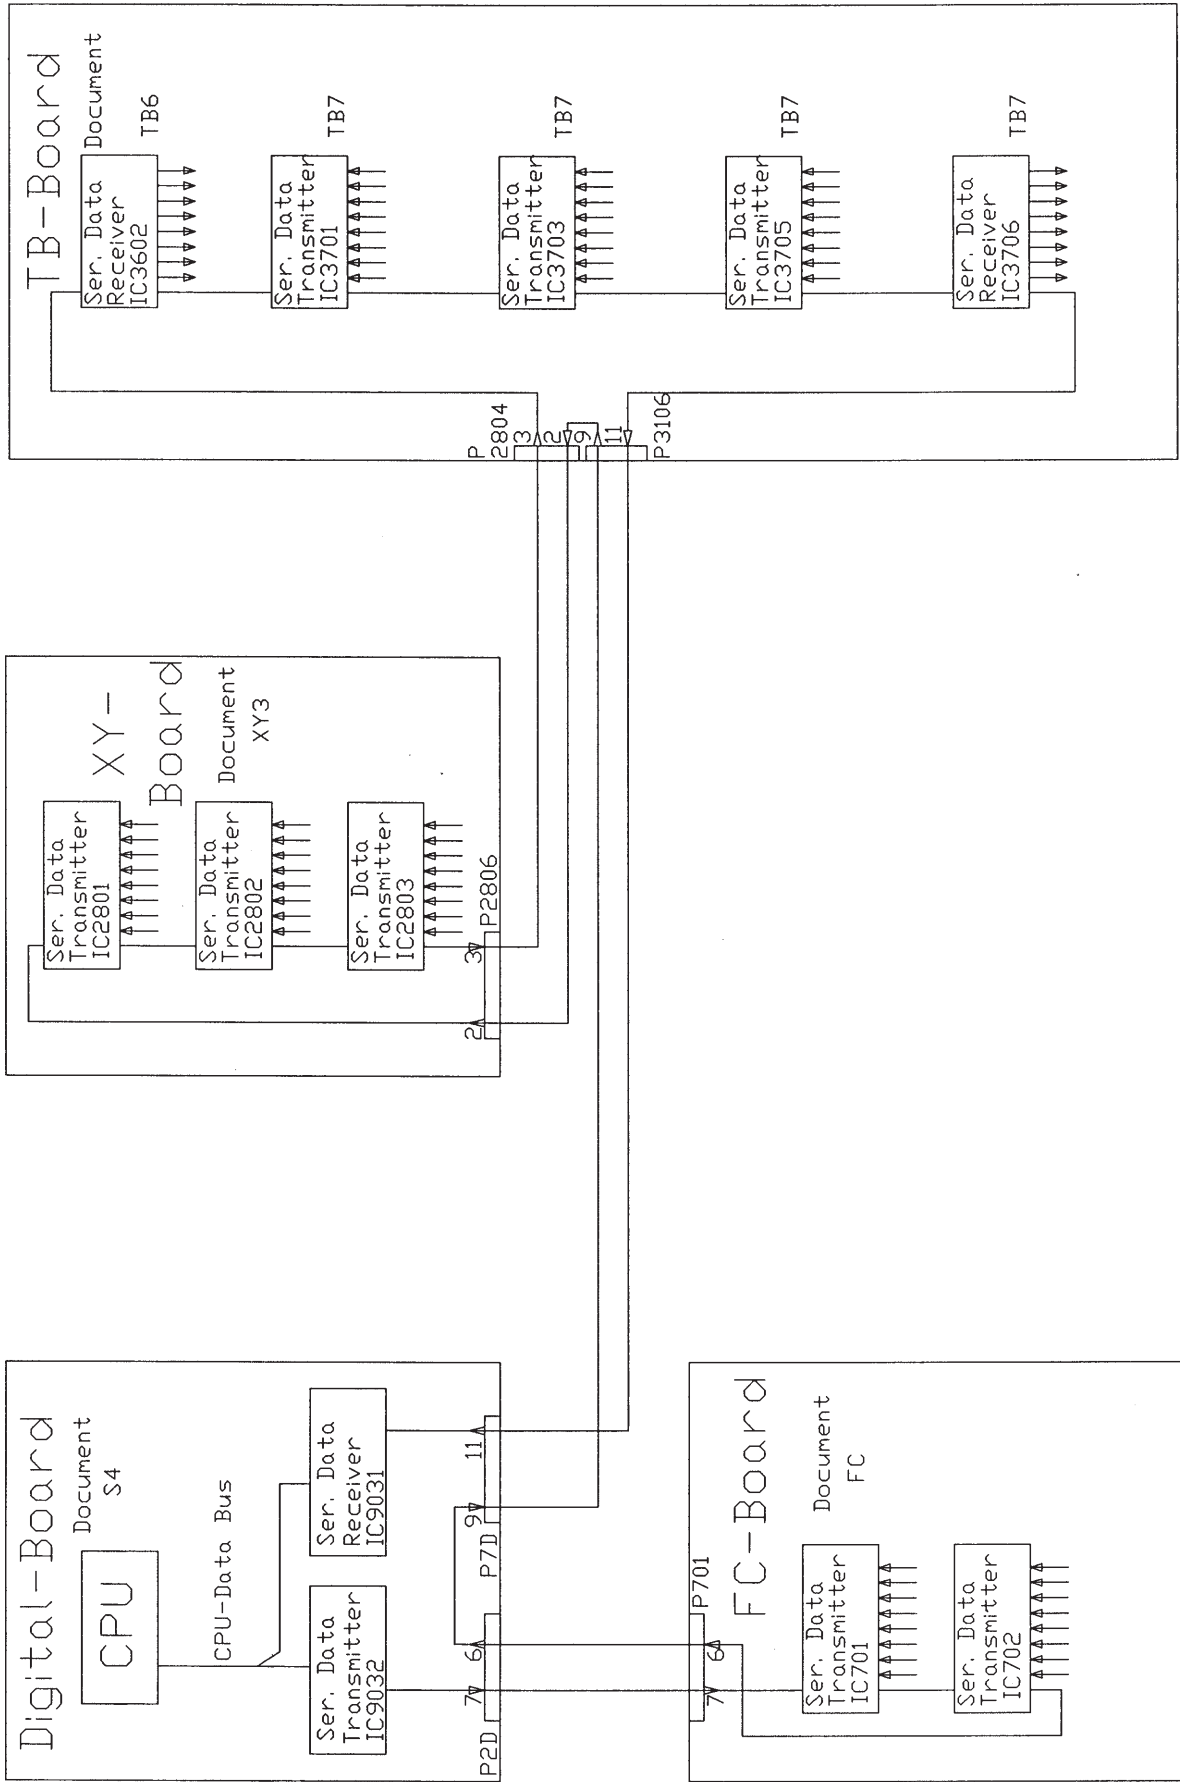 Digital-Board
Document
S4
CPU
CPU-Data Bus
Ser. Data
Transmitter
IC9032
Ser. Data
Receiver
IC9031
7
6
P2D
9
11
P7D
P701
7
6
FC-Board
Document
FC
Ser. Data
Transmitter
IC701
Ser. Data
Transmitter
IC702
XY-
Board
Document
XY3
Ser. Data
Transmitter
IC2801
Ser. Data
Transmitter
IC2802
Ser. Data
Transmitter
IC2803
2
3
P2806
TB-Board
Document
TB6
Ser. Data
Receiver
IC3602
TB7
Ser. Data
Transmitter
IC3701
TB7
Ser. Data
Transmitter
IC3703
TB7
Ser. Data
Transmitter
IC3705
TB7
Ser. Data
Receiver
IC3706
P
2804
3
2
9
11
P3106